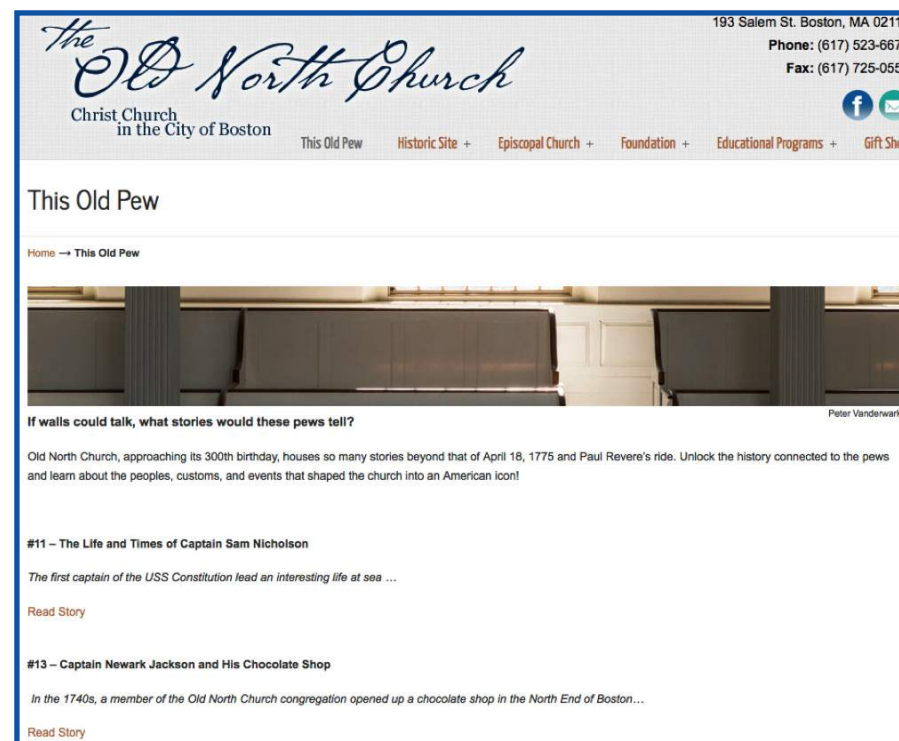 193 Salem St. Boston, MA 0211
The
Phone: (617) 523-667
Old North Church
Fax: (617) 725-055
Christ Church
in the City of Boston
This Old Pew Historic Site + Episcopal Church + Foundation + Educational Programs + Gift Sho
This Old Pew
Home → This Old Pew
Peter Vanderwark
If walls could talk, what stories would these pews tell?
Old North Church, approaching its 300th birthday, houses so many stories beyond that of April 18, 1775 and Paul Revere's ride. Unlock the history connected to the pews
and learn about the peoples, customs, and events that shaped the church into an American icon!
#11 – The Life and Times of Captain Sam Nicholson
The first captain of the USS Constitution lead an interesting life at sea …
Read Story
#13 – Captain Newark Jackson and His Chocolate Shop
In the 1740s, a member of the Old North Church congregation opened up a chocolate shop in the North End of Boston…
Read Story